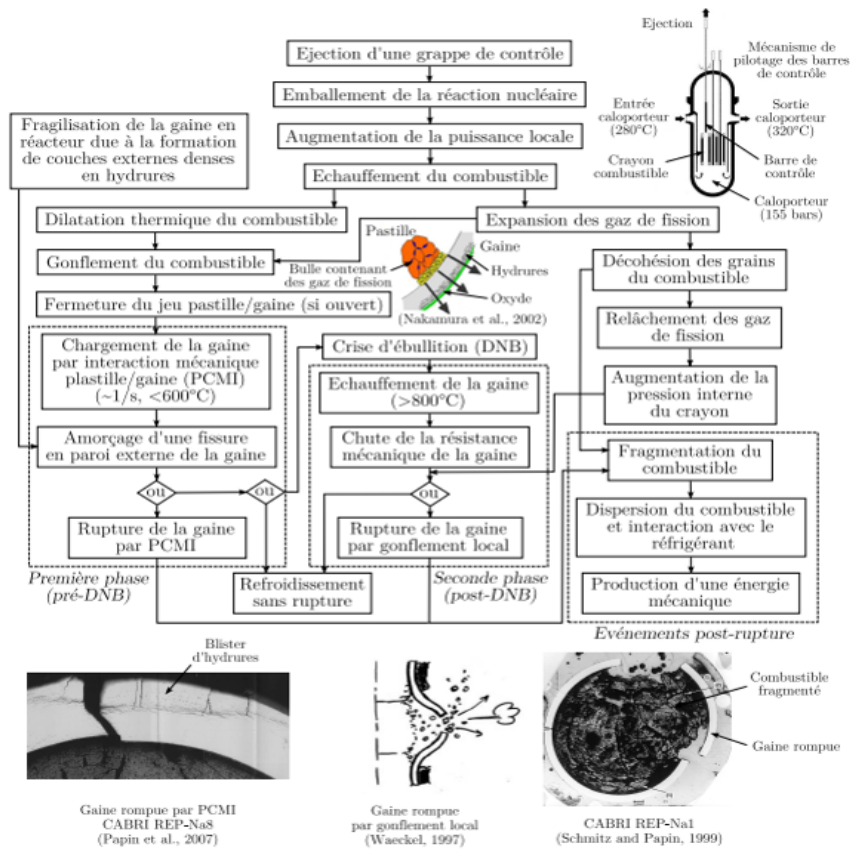 Ejection d'une grappe de contrôle
Emballement de la réaction nucléaire
Augmentation de la puissance locale
Echauffement du combustible
Ejection
Mécanisme de
pilotage des barres
de contrôle
Entrée
caloporteur
(280°C)
Sortie
caloporteur
(320°C)
Crayon
combustible
Barre de
contrôle
Caloporteur
(155 bars)
Fragilisation de la gaine en
réacteur due à la formation
de couches externes denses
en hydrures
Dilatation thermique du combustible
Expansion des gaz de fission
Gonflement du combustible
Fermeture du jeu pastille/gaine (si ouvert)
Pastille
Gaine
Bulle contenant
des gaz de fission
Hydrures
Oxyde
(Nakamura et al., 2002)
Décohésion des grains
du combustible
Relâchement des gaz
de fission
Augmentation de la
pression interne
du crayon
Chargement de la gaine
par interaction mécanique
plastille/gaine (PCMI)
(~1/s, <600°C)
Amorçage d'une fissure
en paroi externe de la gaine
ou
ou
Rupture de la gaine
par PCMI
Première phase
(pré-DNB)
Crise d'ébullition (DNB)
Echauffement de la gaine
(>800°C)
Chute de la résistance
mécanique de la gaine
ou
Rupture de la gaine
par gonflement local
Refroidissement
sans rupture
Seconde phase
(post-DNB)
Fragmentation du
combustible
Dispersion du combustible
et interaction avec le
réfrigérant
Production d'une énergie
mécanique
Evénements post-rupture
Blister
d'hydrures
Combustible
fragmenté
Gaine rompue
Gaine rompue par PCMI
CABRI REP-Na8
(Papin et al., 2007)
Gaine rompue
par gonflement local
(Waeckel, 1997)
CABRI REP-Na1
(Schmitz and Papin, 1999)